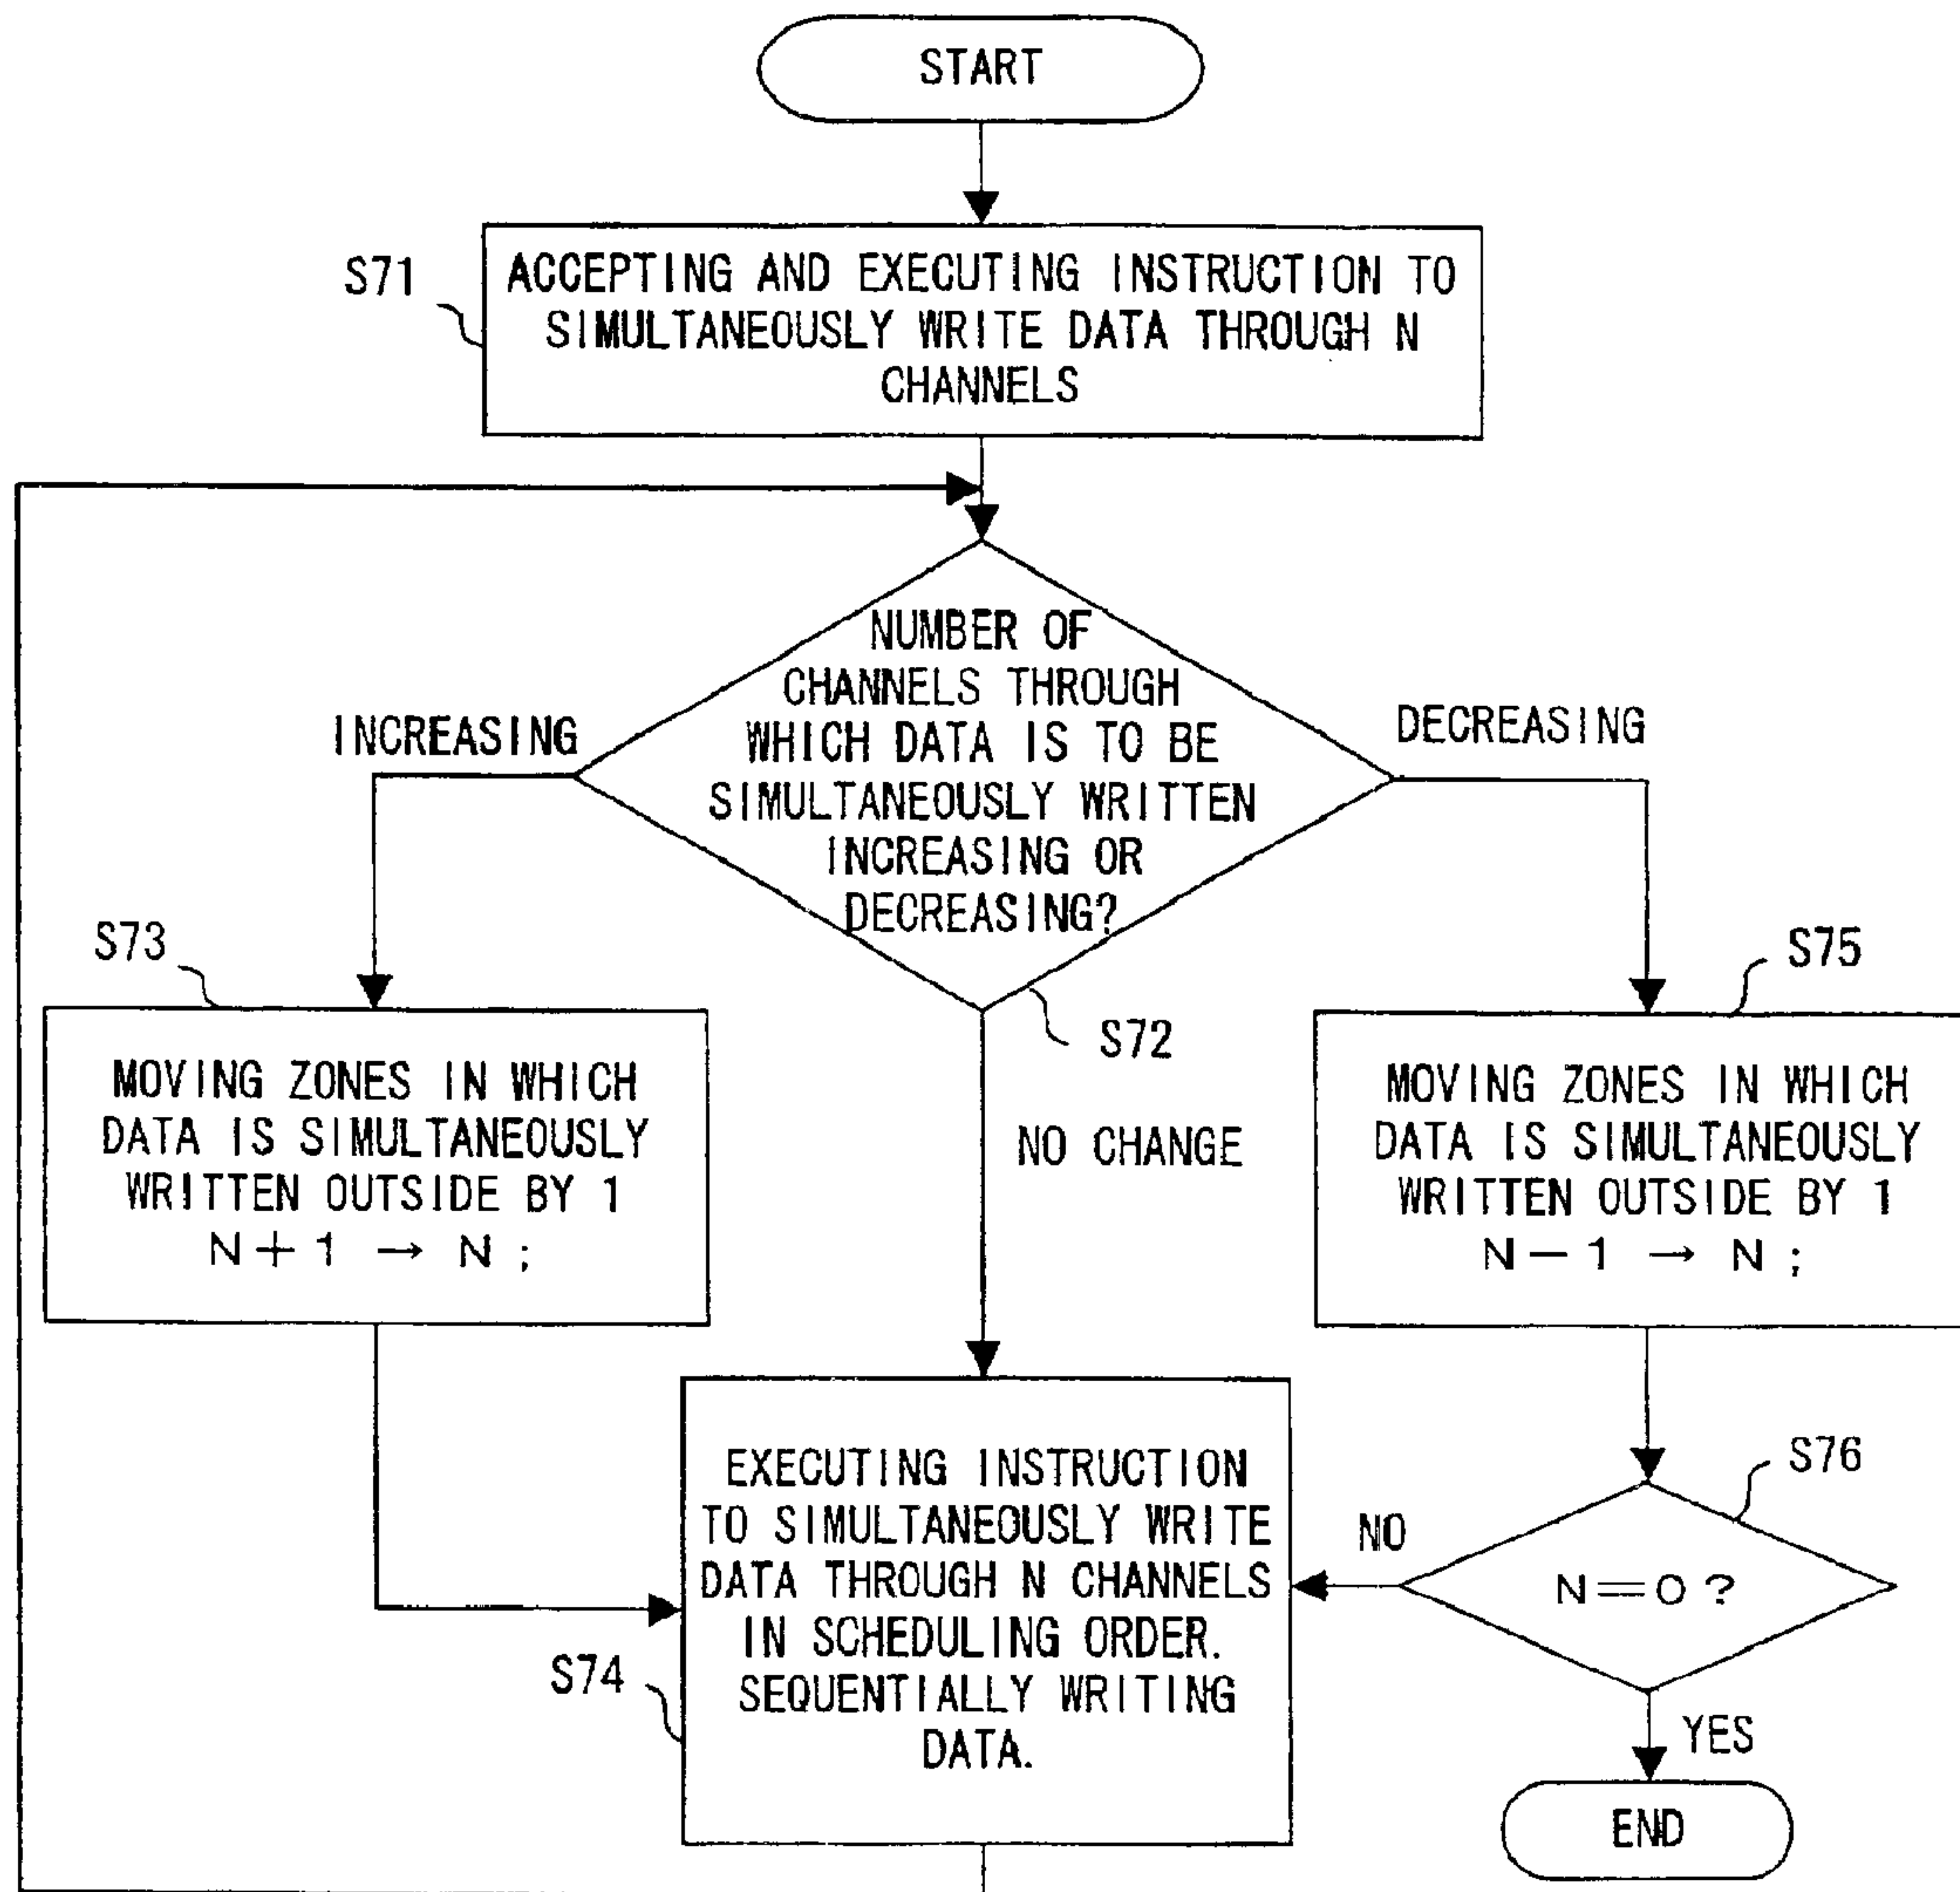 START
S71
ACCEPTING AND EXECUTING INSTRUCTION TO
SIMULTANEOUSLY WRITE DATA THROUGH N
CHANNELS
NUMBER OF
CHANNELS THROUGH
WHICH DATA IS TO BE
SIMULTANEOUSLY WRITTEN
INCREASING OR
DECREASING?
INCREASING
DECREASING
S72
NO CHANGE
S73
MOVING ZONES IN WHICH
DATA IS SIMULTANEOUSLY
WRITTEN OUTSIDE BY 1
N+1 → N ;
S75
MOVING ZONES IN WHICH
DATA IS SIMULTANEOUSLY
WRITTEN OUTSIDE BY 1
N−1 → N ;
S74
EXECUTING INSTRUCTION
TO SIMULTANEOUSLY WRITE
DATA THROUGH N CHANNELS
IN SCHEDULING ORDER.
SEQUENTIALLY WRITING
DATA.
S76
NO
N=0 ?
YES
END